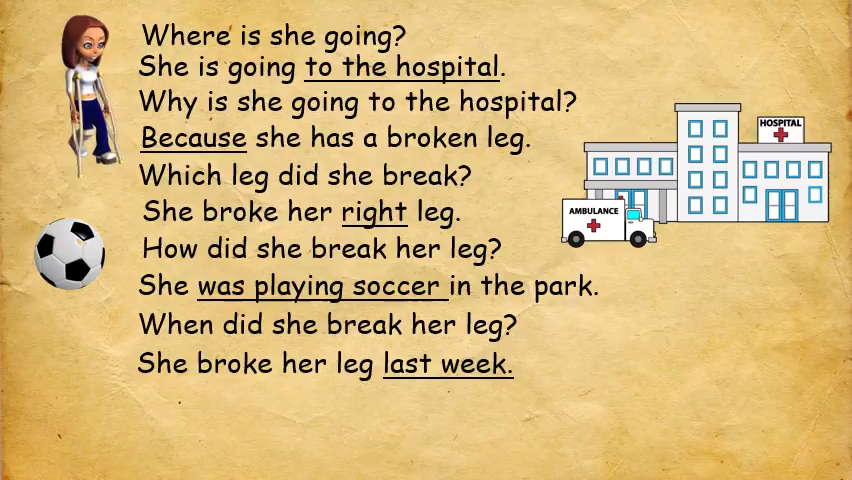 Where is she going?
She is going to the hospital.
Why is she going to the hospital?
Because she has a broken leg.
Which leg did she break?
She broke her right leg.
How did she break her leg?
She was playing soccer in the park.
When did she break her leg?
She broke her leg last week.
HOSPITAL
AMBULANCE